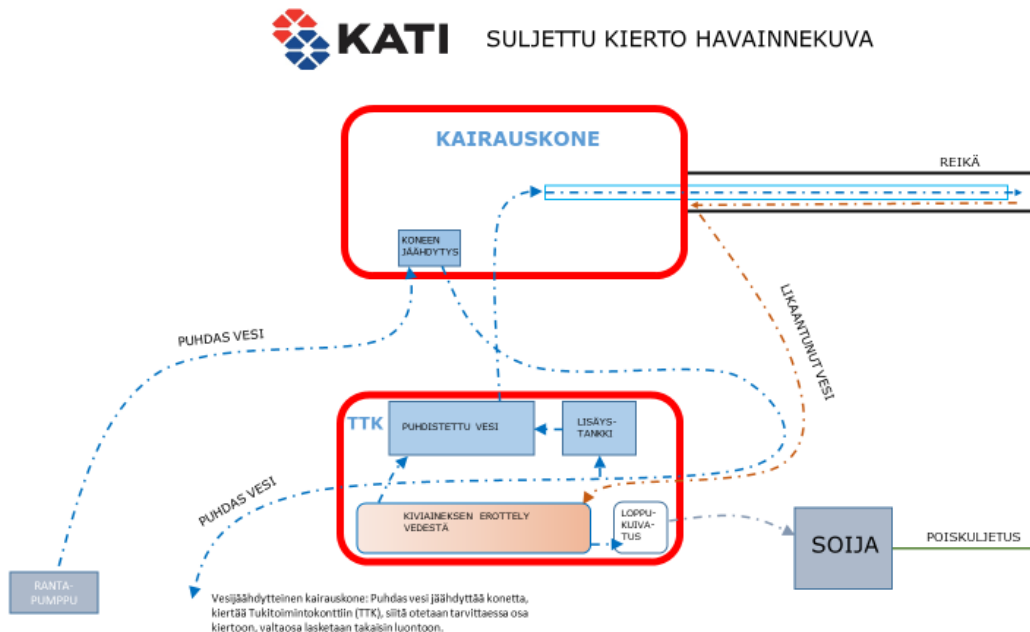 KATI
SULJETTU KIERTO HAVAINNEKUVA
KAIRAUSKONE
REIKÄ
KONEEN
JÄÄHDYTYS
PUHDAS VESI
LIKAANTUNUT VESI
TTK
PUHDISTETTU VESI
LISÄYS-
TANKKI
PUHDAS VESI
KIVIAINEKSEN EROTTELY
VEDESTÄ
LOPPU-
KUIVA-
TUS
SOIJA
POISKULJETUS
RANTA-
PUMPPU
Vesijäähdytteinen kairauskone: Puhdas vesi jäähdyttää konetta,
kiertää Tukitoimintokonttiin (TTK), siitä otetaan tarvittaessa osa
kiertoon, valtaosa lasketaan takaisin luontoon.